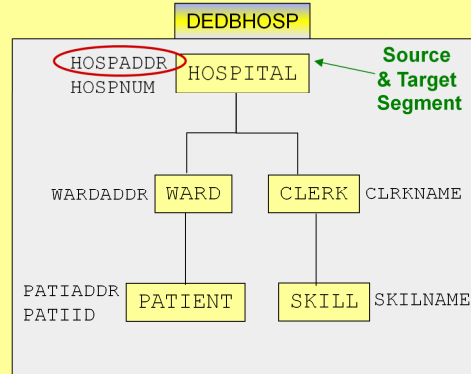 DEDBHOSP
HOSPADDR
HOSPNUM
HOSPITAL
Source
& Target
Segment
WARDADDR
WARD
CLERK
CLRKNAME
PATIADDR
PATIID
PATIENT
SKILL
SKILNAME